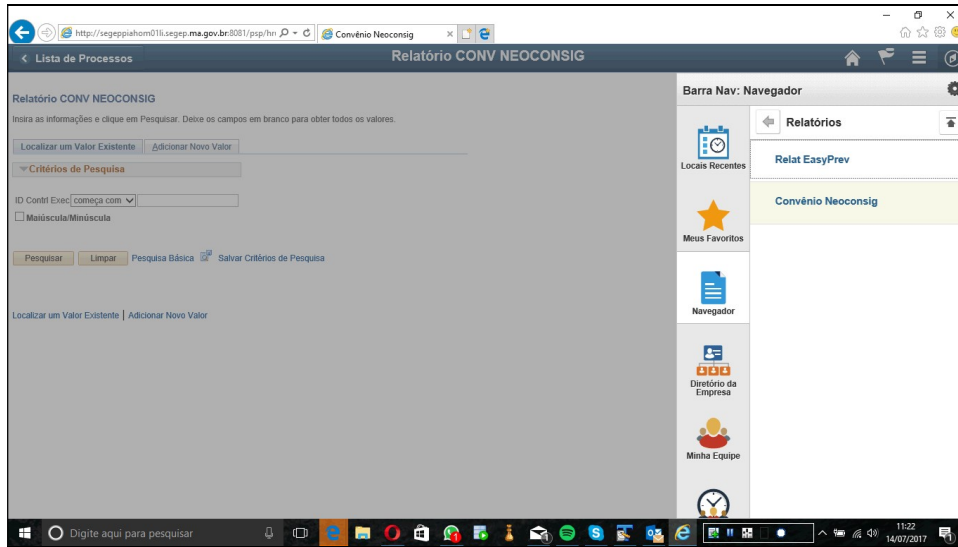 http://segeppiahom01li.segep.ma.gov.br:8081/psp/hn
Convênio Neoconsig
Lista de Processos
Relatório CONV NEOCONSIG
Relatório CONV NEOCONSIG
Insira as informações e clique em Pesquisar. Deixe os campos em branco para obter todos os valores.
Localizar um Valor Existente
Adicionar Novo Valor
Critérios de Pesquisa
ID Contrl Exec começa com
Maiúscula/Minúscula
Pesquisar
Limpar
Pesquisa Básica
Salvar Critérios de Pesquisa
Localizar um Valor Existente | Adicionar Novo Valor
Barra Nav: Navegador
Locais Recentes
Meus Favoritos
Navegador
Diretório da
Empresa
Minha Equipe
Relatórios
Relat EasyPrev
Convênio Neoconsig
Digite aqui para pesquisar
11:22
14/07/2017